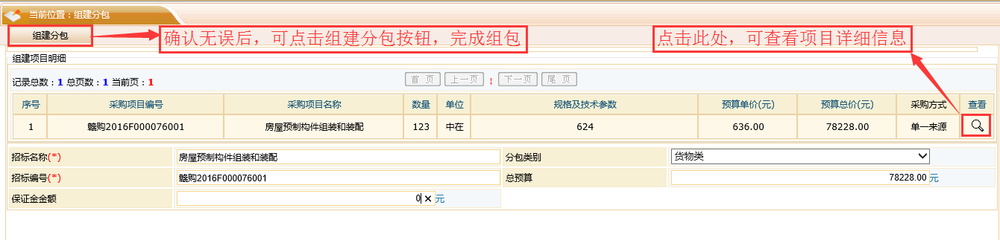 当前位置：组建分包
组建分包
确认无误后，可点击组建分包按钮，完成组包
点击此处，可查看项目详细信息
组建项目明细
记录总数：1 总页数：1 当前页：1
首 页 上一页 ¦ 下一页 尾 页
序号 采购项目编号 采购项目名称 数量 单位 规格及技术参数 预算单价(元) 预算总价(元) 采购方式 查看
1 赣购2016F000076001 房屋预制构件组装和装配 123 中在 624 636.00 78228.00 单一来源
招标名称(*) 房屋预制构件组装和装配 分包类别 货物类
招标编号(*) 赣购2016F000076001 总预算 78228.00 元
保证金金额 0 元